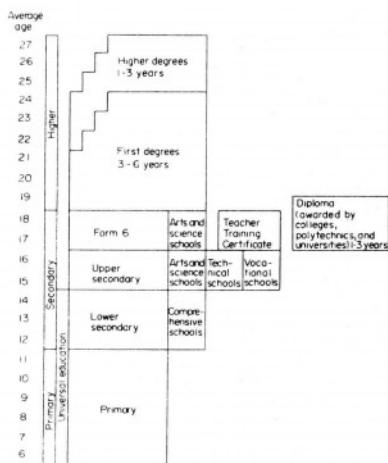 Average
age
27
26
25
24
23
22
21
20
19
18
17
16
15
14
13
12
11
10
9
8
7
6
Higher
Secondary
Primary
Universal education
Higher degrees
1-3 years
First degrees
3-6 years
Form 6
Arts and
science
schools
Teacher
Training
Certificate
Diploma
(awarded by
colleges,
polytechnics, and
universities) 1-3 years
Upper
secondary
Arts and
science
schools
Tech-
nical
schools
Voca-
ational
schools
Lower
secondary
Compre-
hensive
schools
Primary